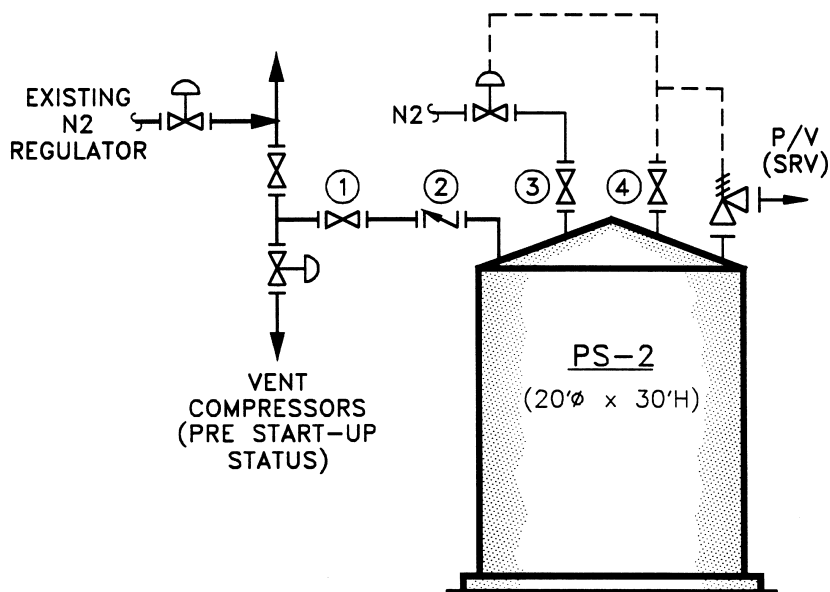 EXISTING
N2
REGULATOR
N2
P/V
(SRV)
1
2
3
4
PS-2
(20'ø x 30'H)
VENT
COMPRESSORS
(PRE START-UP
STATUS)